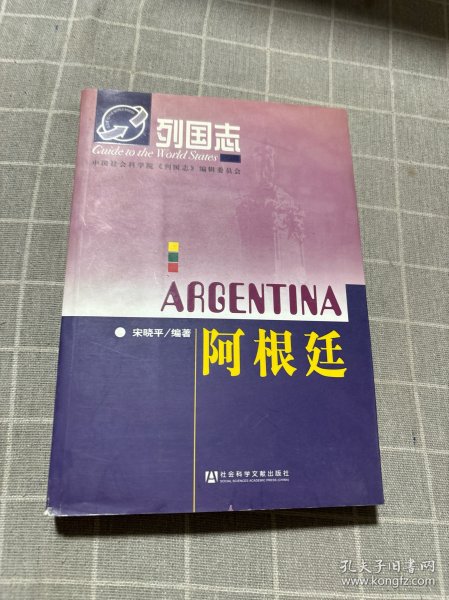 列国志
Guide to the World States
中国社会科学院《列国志》编辑委员会
ARGENTINA
宋晓平/编著
阿根廷
社会科学文献出版社
SOCIAL SCIENCES ACADEMIC PRESS (CHINA)
孔夫子旧书网
www.kongfz.com